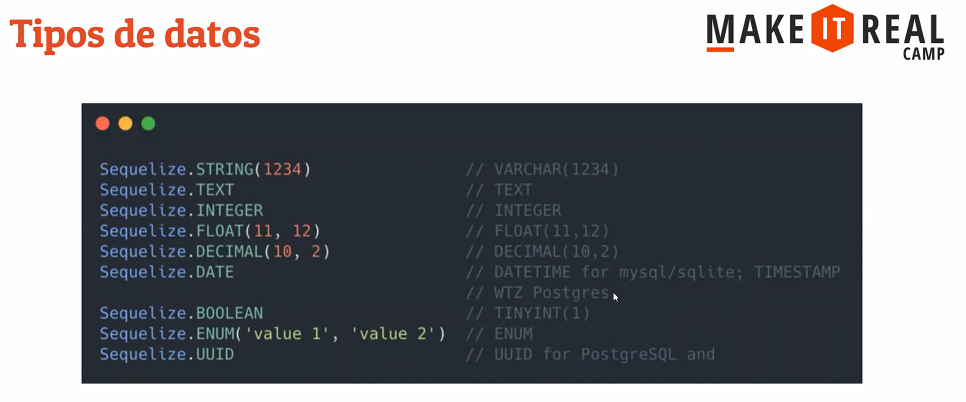 Tipos de datos
MAKE IT REAL
CAMP
Sequelize.STRING(1234) // VARCHAR(1234)
Sequelize.TEXT // TEXT
Sequelize.INTEGER // INTEGER
Sequelize.FLOAT(11, 12) // FLOAT(11,12)
Sequelize.DECIMAL(10, 2) // DECIMAL(10,2)
Sequelize.DATE // DATETIME for mysql/sqlite; TIMESTAMP
// WTZ Postgres
Sequelize.BOOLEAN // TINYINT(1)
Sequelize.ENUM('value 1', 'value 2') // ENUM
Sequelize.UUID // UUID for PostgreSQL and